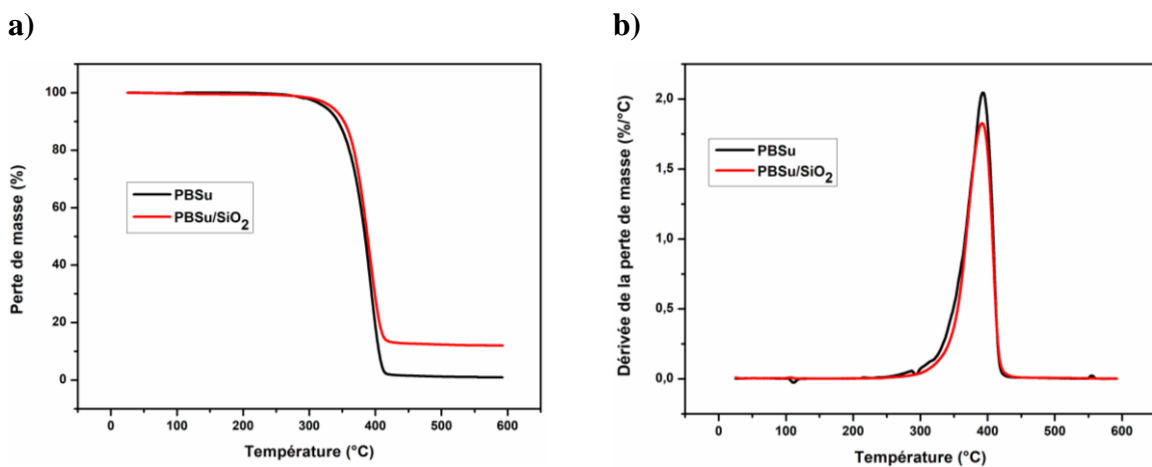 a)
b)
100
80
60
40
20
0
Perte de masse (%)
PBSu
PBSu/SiO₂
0 100 200 300 400 500 600
Température (°C)
2,0
1,5
1,0
0,5
0,0
Dérivée de la perte de masse (%/°C)
PBSu
PBSu/SiO₂
0 100 200 300 400 500 600
Température (°C)